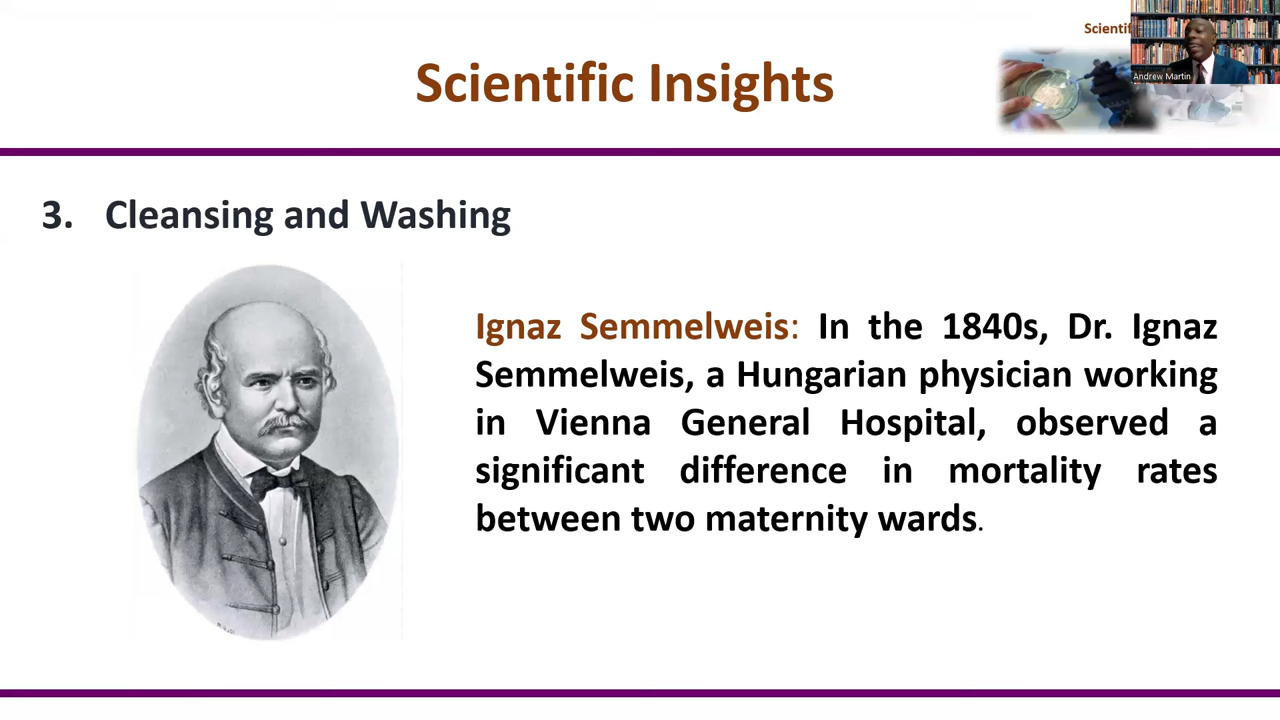 Scientif
Scientific Insights
Andrew Martin
3. Cleansing and Washing
Ignaz Semmelweis: In the 1840s, Dr. Ignaz
Semmelweis, a Hungarian physician working
in Vienna General Hospital, observed a
significant difference in mortality rates
between two maternity wards.